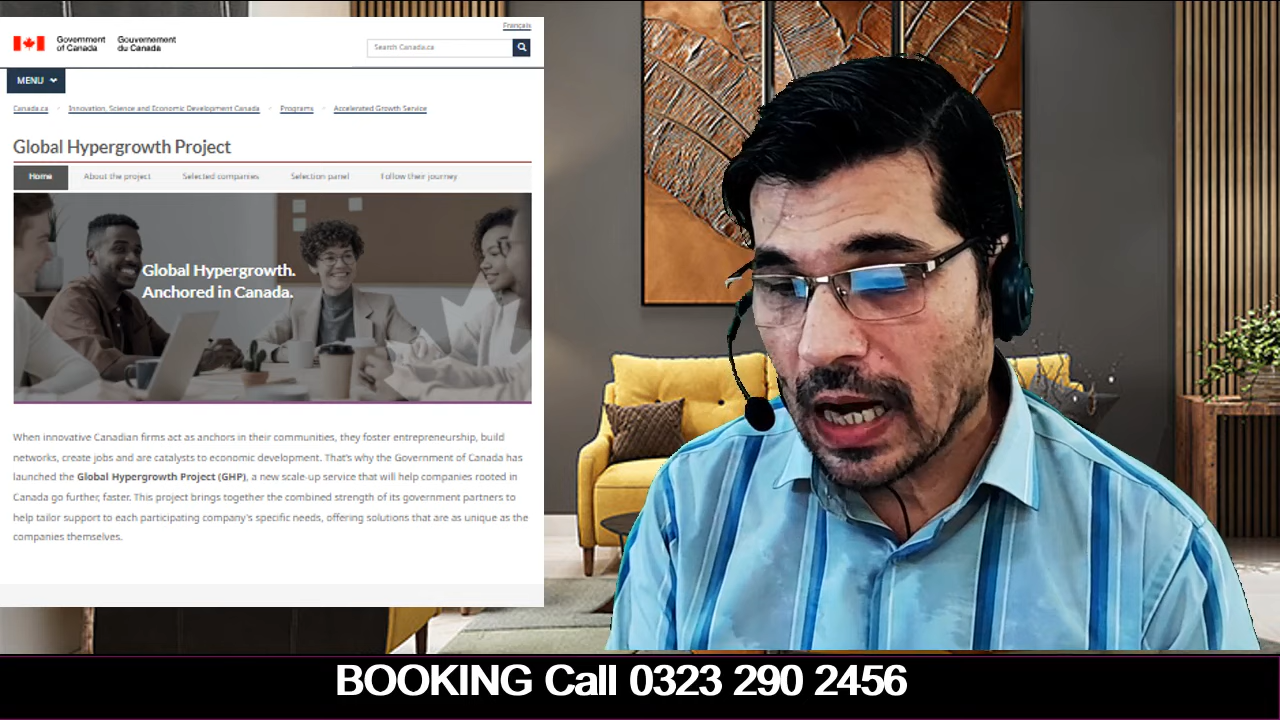 Français
Government of Canada
Gouvernement du Canada
Search Canada.ca
MENU
Canada.ca
Innovation, Science and Economic Development Canada
Programs
Accelerated Growth Service
Global Hypergrowth Project
Home
About the project
Selected companies
Selection panel
Follow their journey
Global Hypergrowth.
Anchored in Canada.
When innovative Canadian firms act as anchors in their communities, they foster entrepreneurship, build
networks, create jobs and are catalysts to economic development. That's why the Government of Canada has
launched the Global Hypergrowth Project (GHP), a new scale-up service that will help companies rooted in
Canada go further, faster. This project brings together the combined strength of its government partners to
help tailor support to each participating company's specific needs, offering solutions that are as unique as the
companies themselves.
BOOKING Call 0323 290 2456